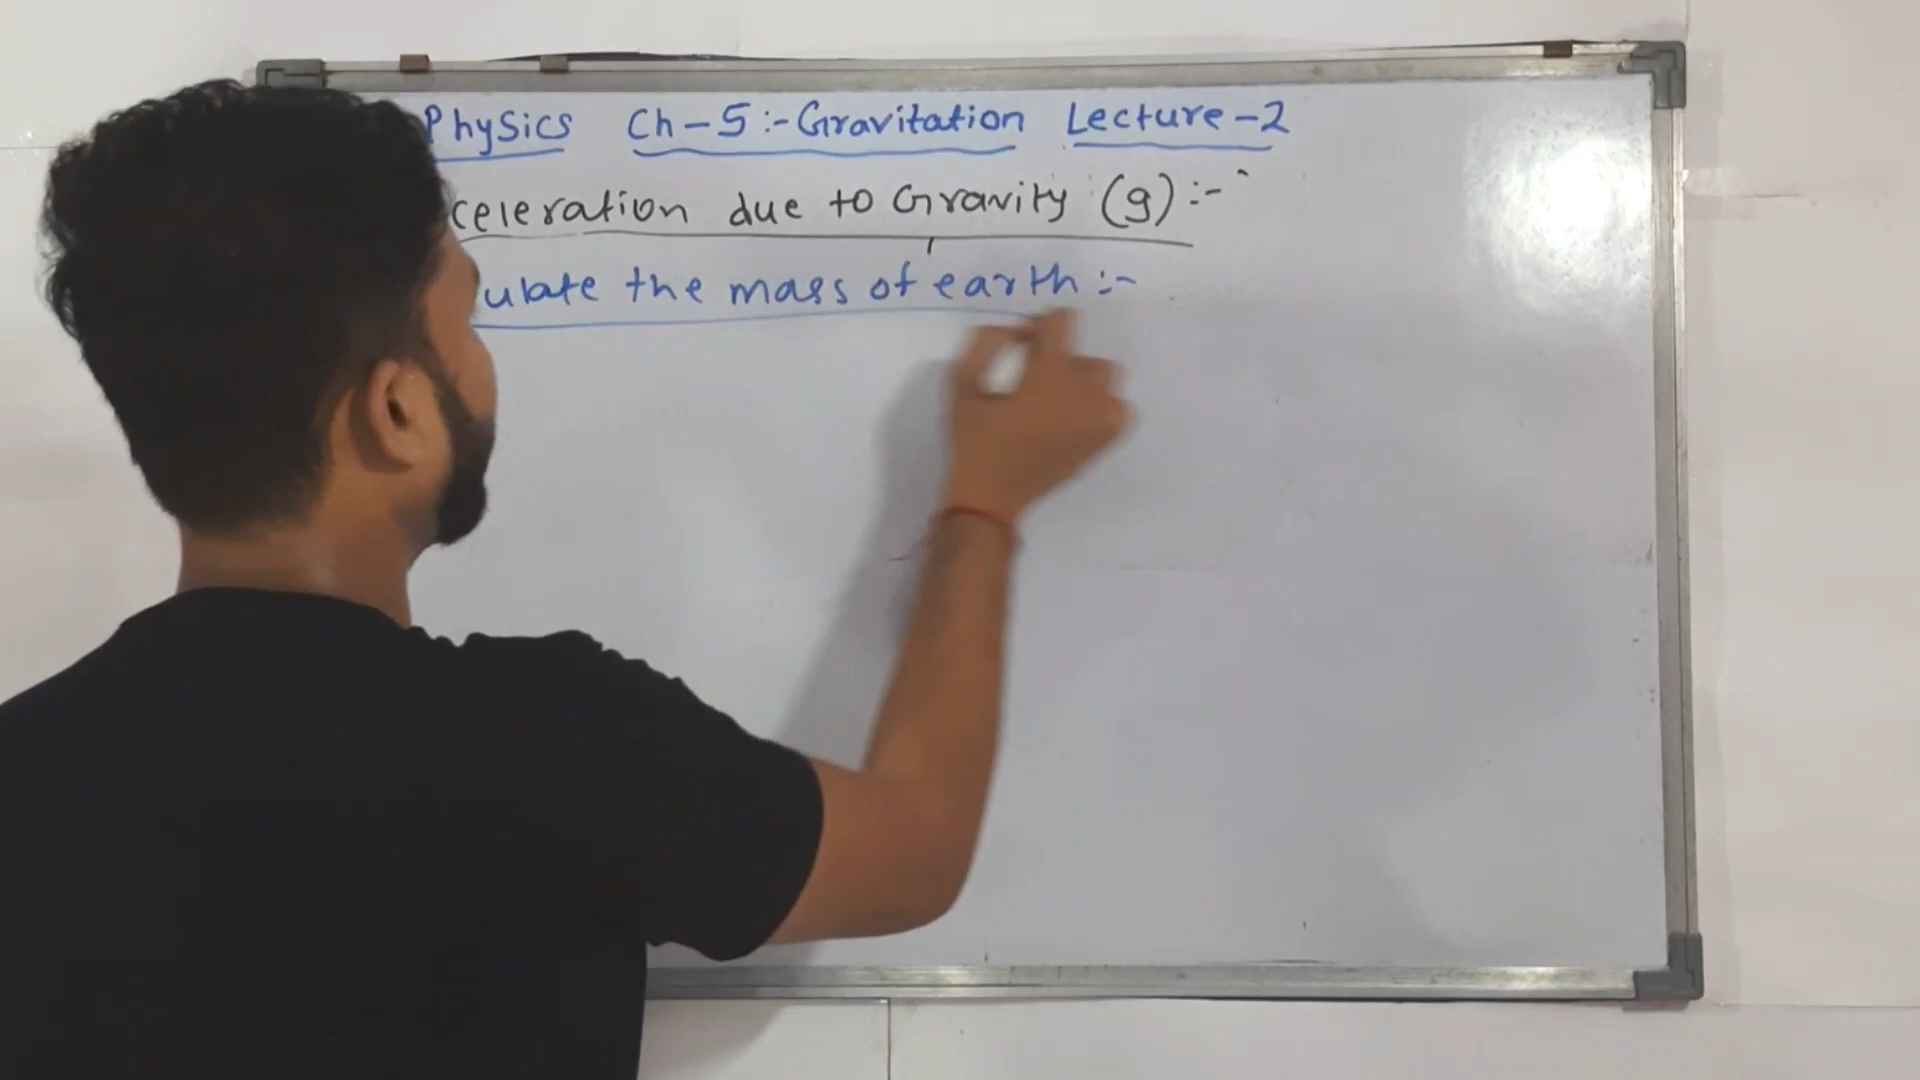 Physics Ch-5:- Gravitation Lecture-2
celeration due to Gravity (g):-
ulate the mass of earth:-